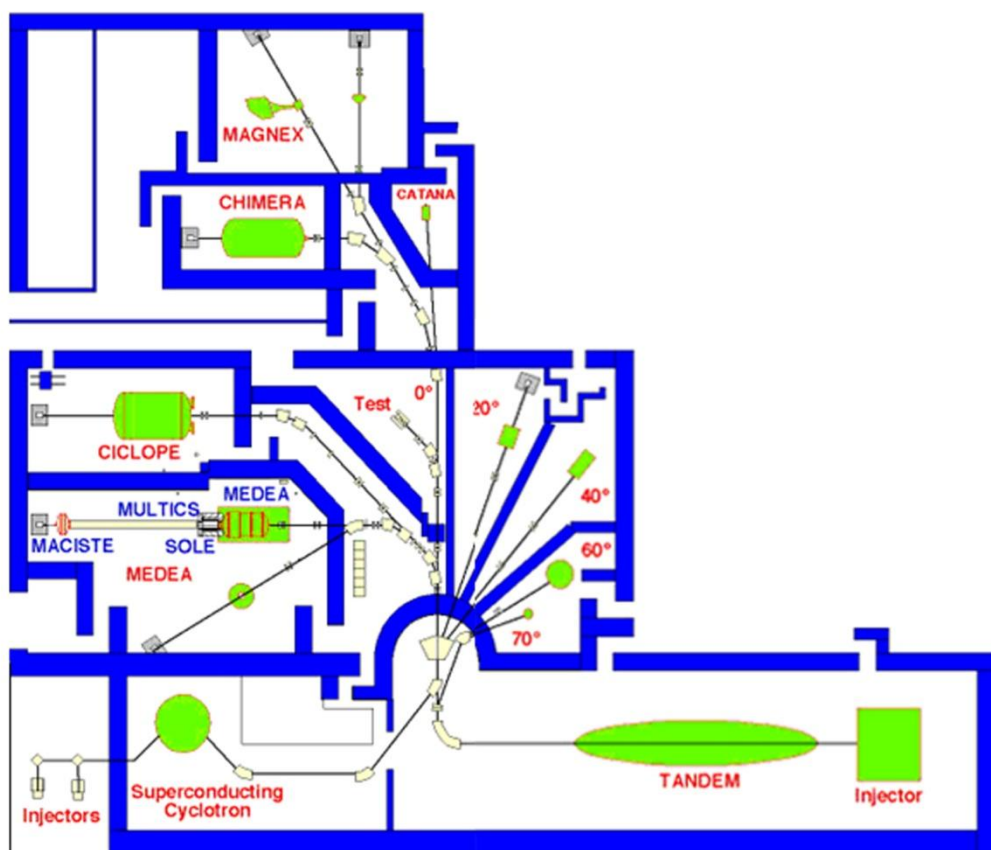 MAGNEX
CATANA
CHIMERA
0°
20°
Test
CICLOPE
40°
MEDEA
MULTICS
60°
MACISTE
SOLE
MEDEA
70°
Superconducting
Cyclotron
TANDEM
Injector
Injectors